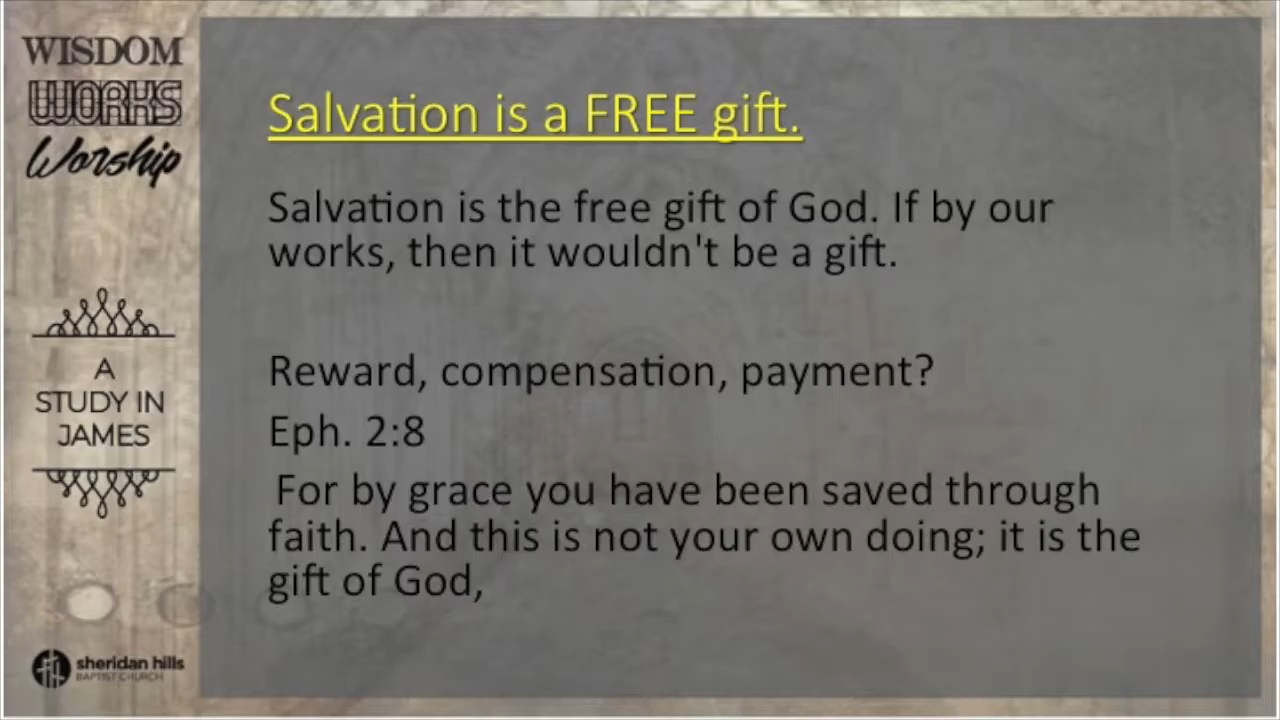 WISDOM
WORKS
Worship
A
STUDY IN
JAMES
sheridan hills
BAPTIST CHURCH
Salvation is a FREE gift.
Salvation is the free gift of God. If by our
works, then it wouldn't be a gift.
Reward, compensation, payment?
Eph. 2:8
For by grace you have been saved through
faith. And this is not your own doing; it is the
gift of God,